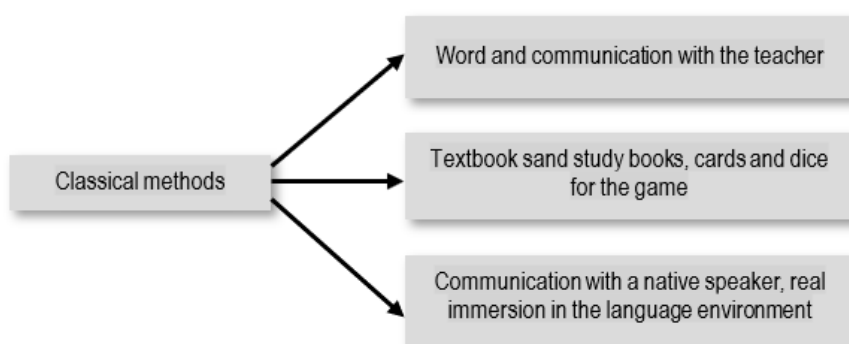 Word and communication with the teacher
Classical methods
Textbook sand study books, cards and dice
for the game
Communication with a native speaker, real
immersion in the language environment